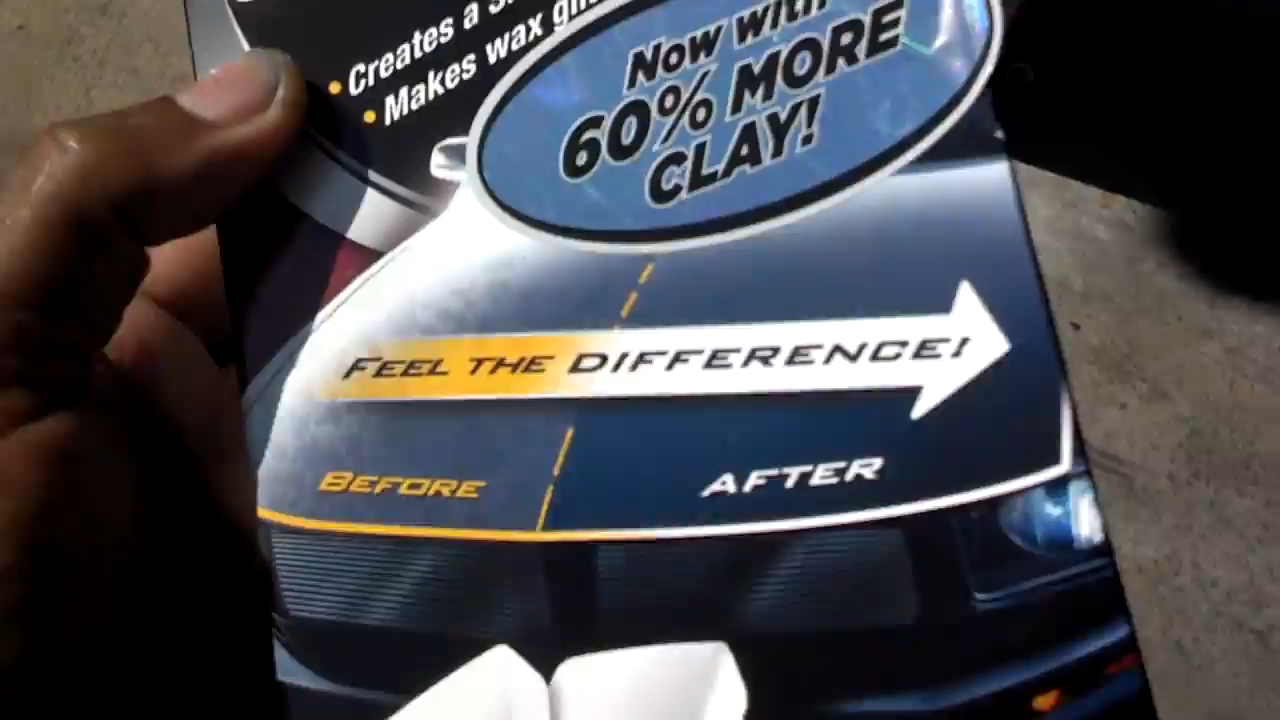 • Creates a
• Makes wax
Now with
60% MORE
CLAY!
FEEL THE DIFFERENCE!
BEFORE
AFTER